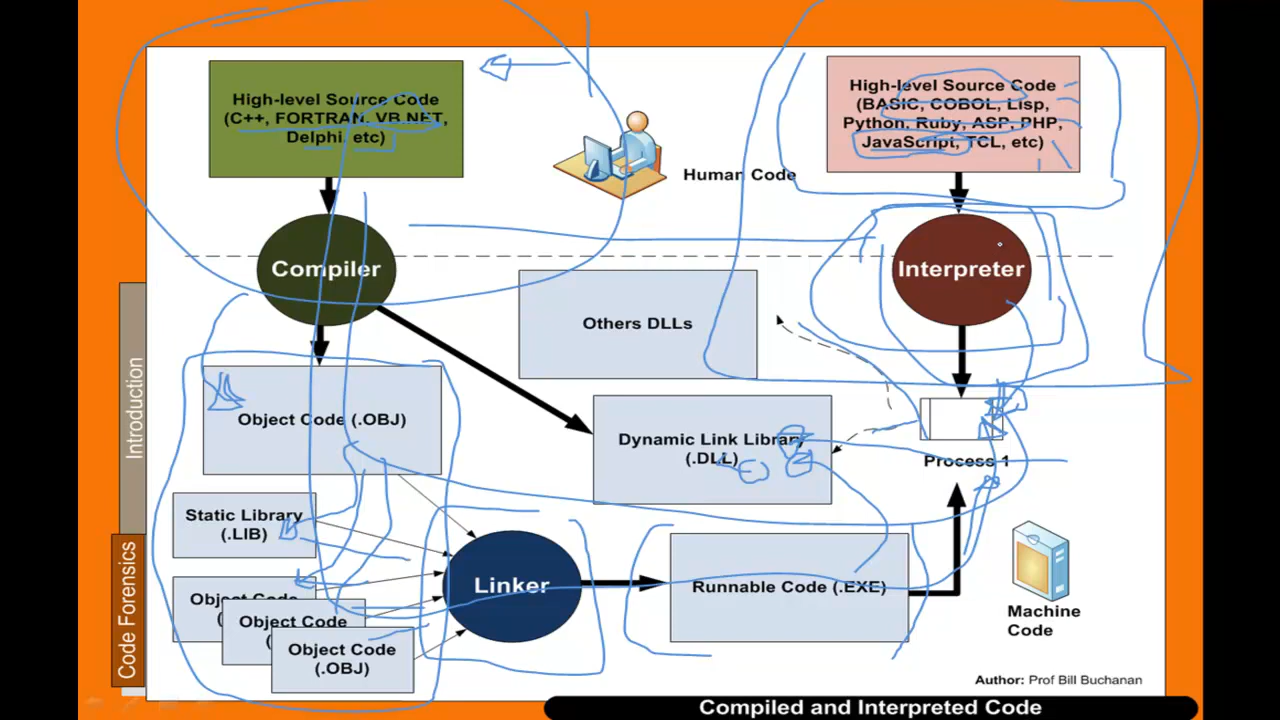 High-level Source Code
(C++, FORTRAN, VB.NET,
Delphi, etc)
High-level Source Code
(BASIC, COBOL, Lisp,
Python, Ruby, ASP, PHP,
JavaScript, TCL, etc)
Human Code
Compiler
Interpreter
Others DLLs
Object Code (.OBJ)
Dynamic Link Library
(.DLL)
Process 1
Static Library
(.LIB)
Object Code
(
Object Code
(
Object Code
(.OBJ)
Linker
Runnable Code (.EXE)
Machine
Code
Introduction
Code Forensics
Author: Prof Bill Buchanan
Compiled and Interpreted Code